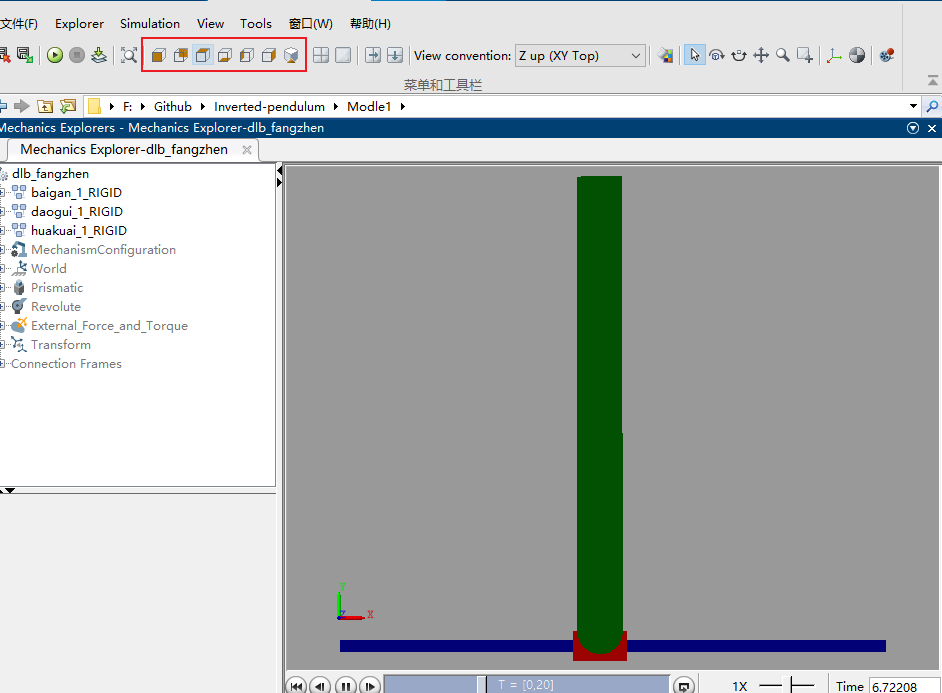 文件(F) Explorer Simulation View Tools 窗口(W) 帮助(H)
View convention: Z up (XY Top)
菜单和工具栏
F: Github Inverted-pendulum Modle1
Mechanics Explorers - Mechanics Explorer-dlb_fangzhen
Mechanics Explorer-dlb_fangzhen
dlb_fangzhen
baigan_1_RIGID
daogui_1_RIGID
huakuai_1_RIGID
MechanismConfiguration
World
Prismatic
Revolute
External_Force_and_Torque
Transform
Connection Frames
Y
Z X
T = [0,20] 1X Time 6.72208